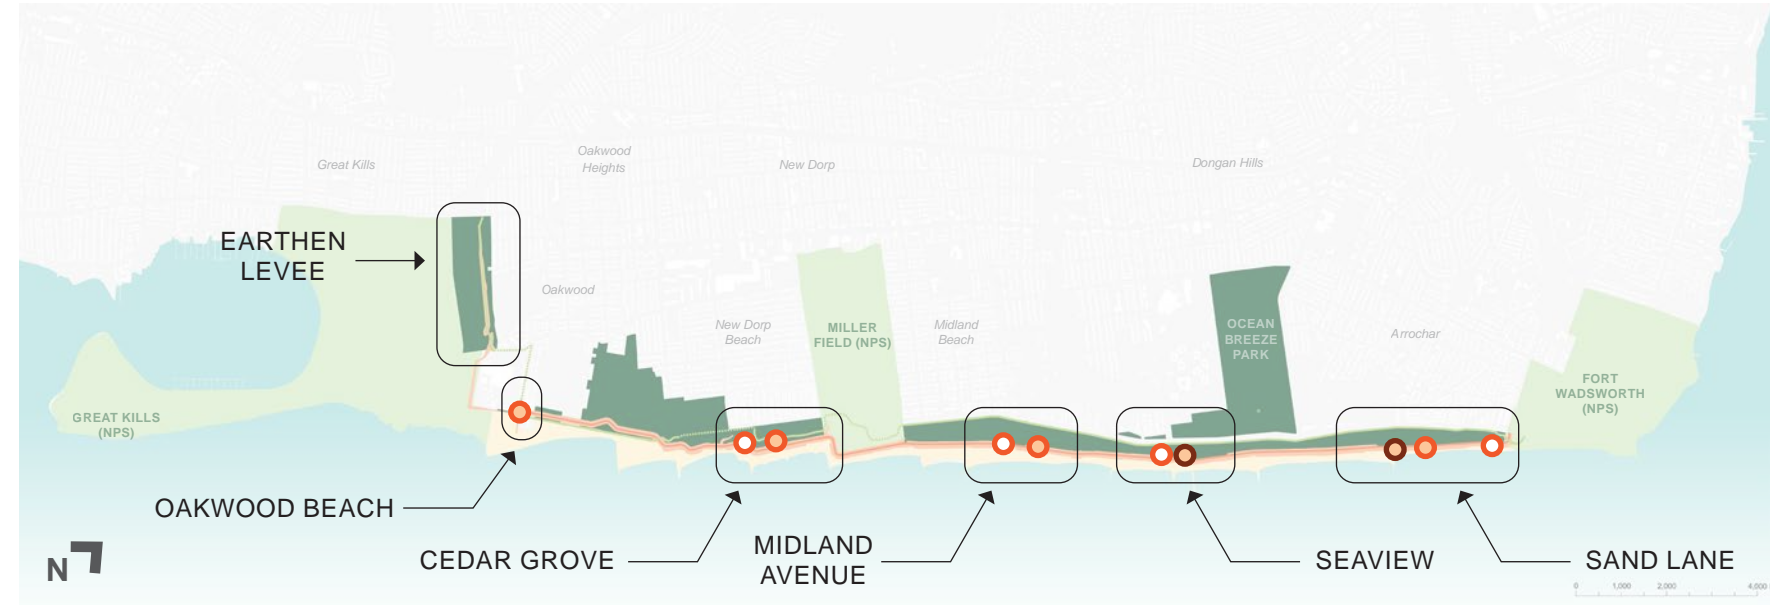 Great Kills
Oakwood
Heights
New Dorp
Dongan Hills
EARTHEN
LEVEE
Oakwood
New Dorp
Beach
MILLER
FIELD (NPS)
Midland
Beach
OCEAN
BREEZE
PARK
Arrochar
GREAT KILLS
(NPS)
FORT
WADSWORTH
(NPS)
OAKWOOD BEACH
CEDAR GROVE
MIDLAND
AVENUE
SEAVIEW
SAND LANE
N
0 1,000 2,000 4,000